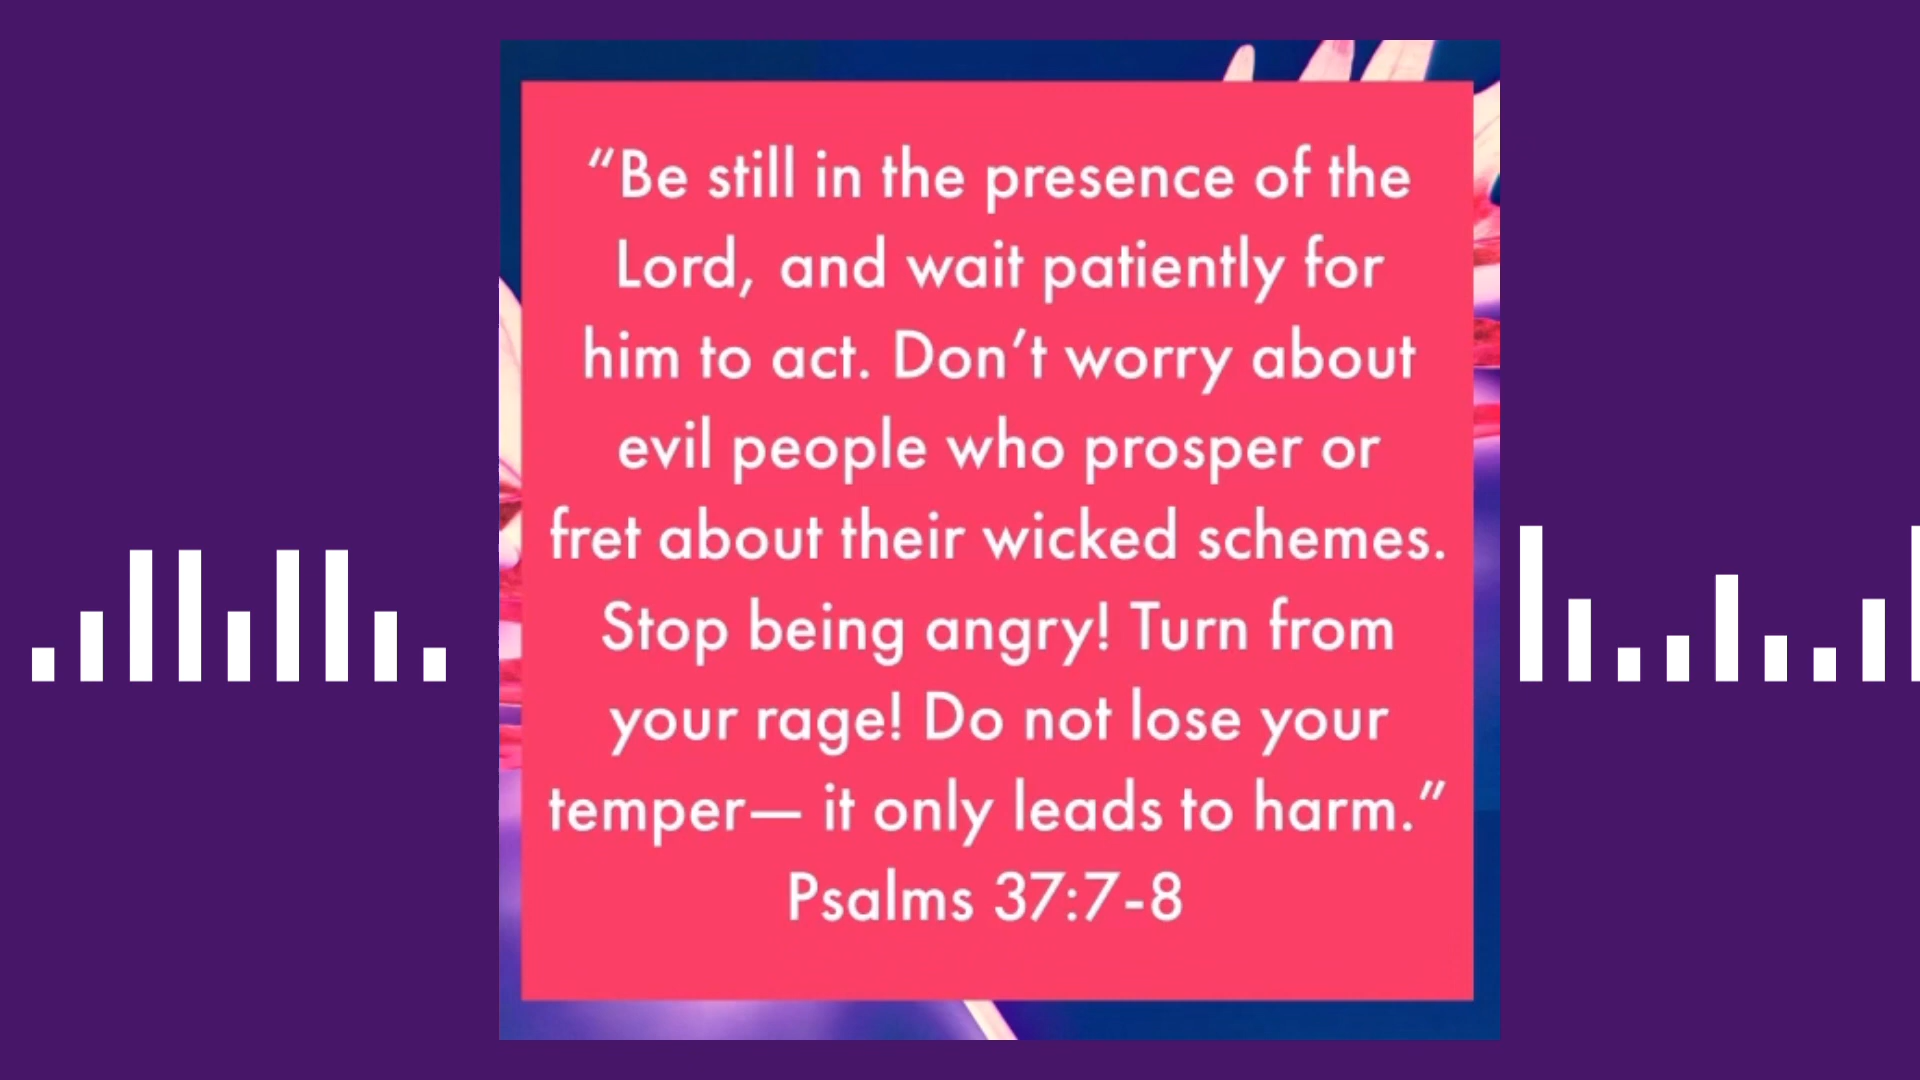 “Be still in the presence of the
Lord, and wait patiently for
him to act. Don’t worry about
evil people who prosper or
fret about their wicked schemes.
Stop being angry! Turn from
your rage! Do not lose your
temper— it only leads to harm.”
Psalms 37:7-8